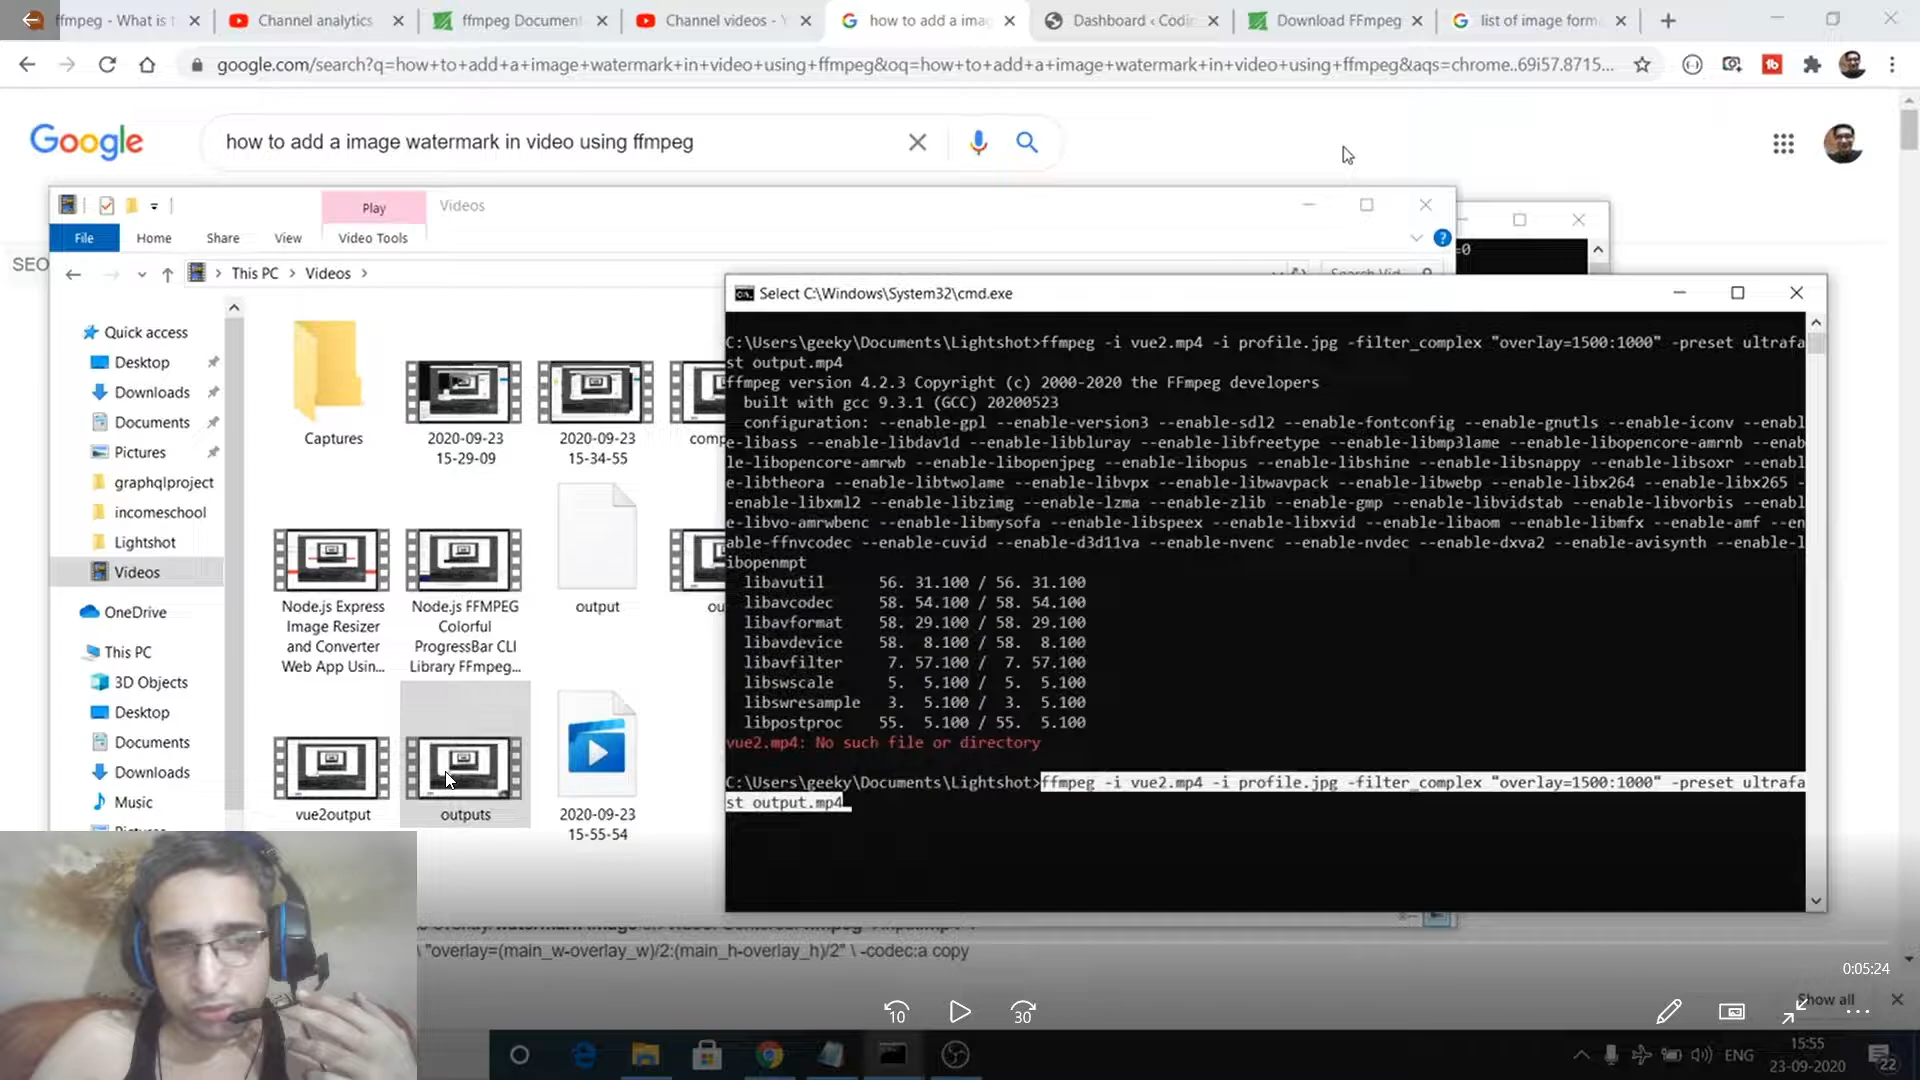 ffmpeg - What is t
Channel analytics
ffmpeg Document
Channel videos - Y
how to add a imag
Dashboard ‹ Codin
Download FFmpeg
list of image form
google.com/search?q=how+to+add+a+image+watermark+in+video+using+ffmpeg&oq=how+to+add+a+image+watermark+in+video+using+ffmpeg&aqs=chrome..69i57.8715...
Google
how to add a image watermark in video using ffmpeg
SEO
Play
Videos
File
Home
Share
View
Video Tools
This PC
Videos
=0
Quick access
Desktop
Downloads
Documents
Pictures
graphqlproject
incomeschool
Lightshot
Videos
OneDrive
This PC
3D Objects
Desktop
Documents
Downloads
Music
Captures
2020-09-23
15-29-09
2020-09-23
15-34-55
comp
Node.js Express
Image Resizer
and Converter
Web App Usin...
Node.js FFMPEG
Colorful
ProgressBar CLI
Library FFmpeg...
output
ou
vue2output
outputs
2020-09-23
15-55-54
Select C:\Windows\System32\cmd.exe
C:\Users\geeky\Documents\Lightshot>ffmpeg -i vue2.mp4 -i profile.jpg -filter_complex "overlay=1500:1000" -preset ultrafa
st output.mp4
ffmpeg version 4.2.3 Copyright (c) 2000-2020 the FFmpeg developers
built with gcc 9.3.1 (GCC) 20200523
configuration: --enable-gpl --enable-version3 --enable-sdl2 --enable-fontconfig --enable-gnutls --enable-iconv --enabl
e-libass --enable-libdav1d --enable-libbluray --enable-libfreetype --enable-libmp3lame --enable-libopencore-amrnb --enab
le-libopencore-amrwb --enable-libopenjpeg --enable-libopus --enable-libshine --enable-libsnappy --enable-libsoxr --enabl
e-libtheora --enable-libtwolame --enable-libvpx --enable-libwavpack --enable-libwebp --enable-libx264 --enable-libx265 -
-enable-libxml2 --enable-libzimg --enable-lzma --enable-zlib --enable-gmp --enable-libvidstab --enable-libvorbis --enabl
e-libvo-amrwbenc --enable-libmysofa --enable-libspeex --enable-libxvid --enable-libaom --enable-libmfx --enable-amf --en
able-ffnvcodec --enable-cuvid --enable-d3d11va --enable-nvenc --enable-nvdec --enable-dxva2 --enable-avisynth --enable-l
ibopenmpt
libavutil 56. 31.100 / 56. 31.100
libavcodec 58. 54.100 / 58. 54.100
libavformat 58. 29.100 / 58. 29.100
libavdevice 58. 8.100 / 58. 8.100
libavfilter 7. 57.100 / 7. 57.100
libswscale 5. 5.100 / 5. 5.100
libswresample 3. 5.100 / 3. 5.100
libpostproc 55. 5.100 / 55. 5.100
vue2.mp4: No such file or directory
C:\Users\geeky\Documents\Lightshot>ffmpeg -i vue2.mp4 -i profile.jpg -filter_complex "overlay=1500:1000" -preset ultrafa
st output.mp4
\ "overlay=(main_w-overlay_w)/2:(main_h-overlay_h)/2" \ -codec:a copy
0:05:24
Show all
10
30
ENG
15:55
23-09-2020
22